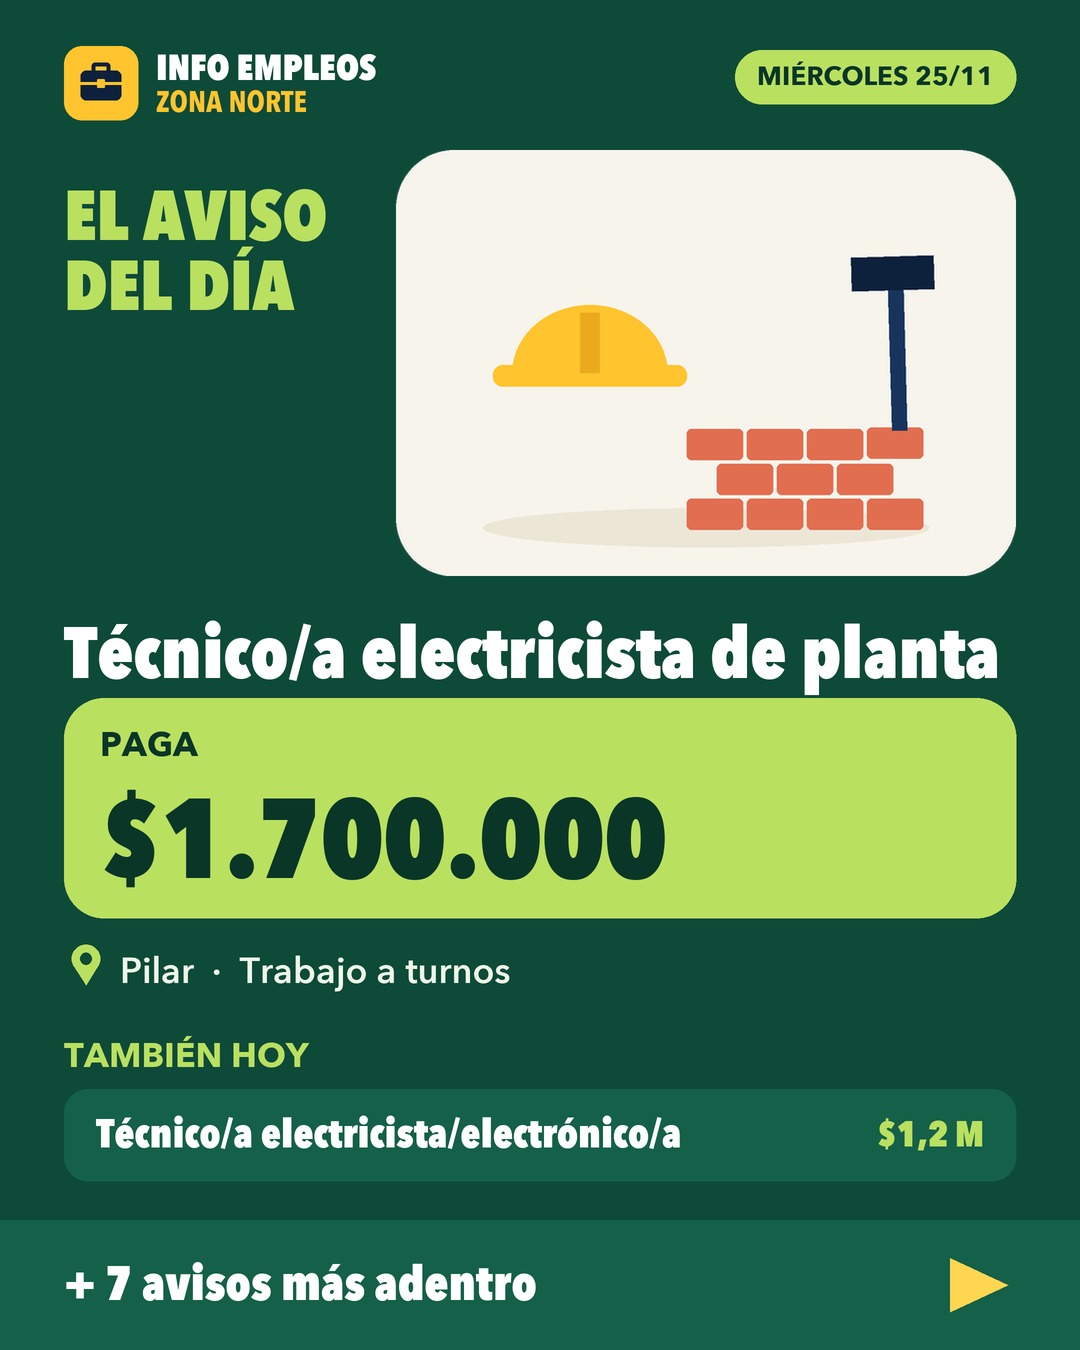 INFO EMPLEOS
ZONA NORTE
MIÉRCOLES 25/11
EL AVISO
DEL DÍA
Técnico/a electricista de planta
PAGA
$1.700.000
Pilar · Trabajo a turnos
TAMBIÉN HOY
Técnico/a electricista/electrónico/a
$1,2 M
+ 7 avisos más adentro